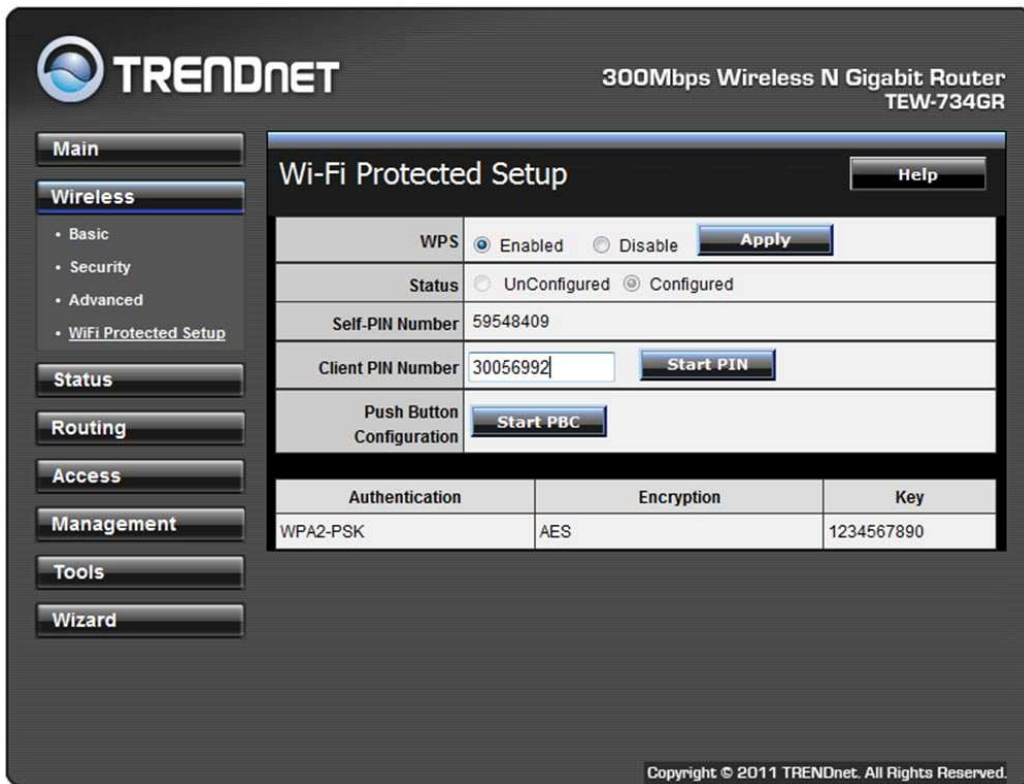 TRENDNET
300Mbps Wireless N Gigabit Router
TEW-734GR
Main
Wireless
• Basic
• Security
• Advanced
• WiFi Protected Setup
Status
Routing
Access
Management
Tools
Wizard
Wi-Fi Protected Setup
Help
WPS Enabled Disable Apply
Status UnConfigured Configured
Self-PIN Number 59548409
Client PIN Number 30056992 Start PIN
Push Button
Configuration
Start PBC
Authentication Encryption Key
WPA2-PSK AES 1234567890
Copyright © 2011 TRENDnet. All Rights Reserved.